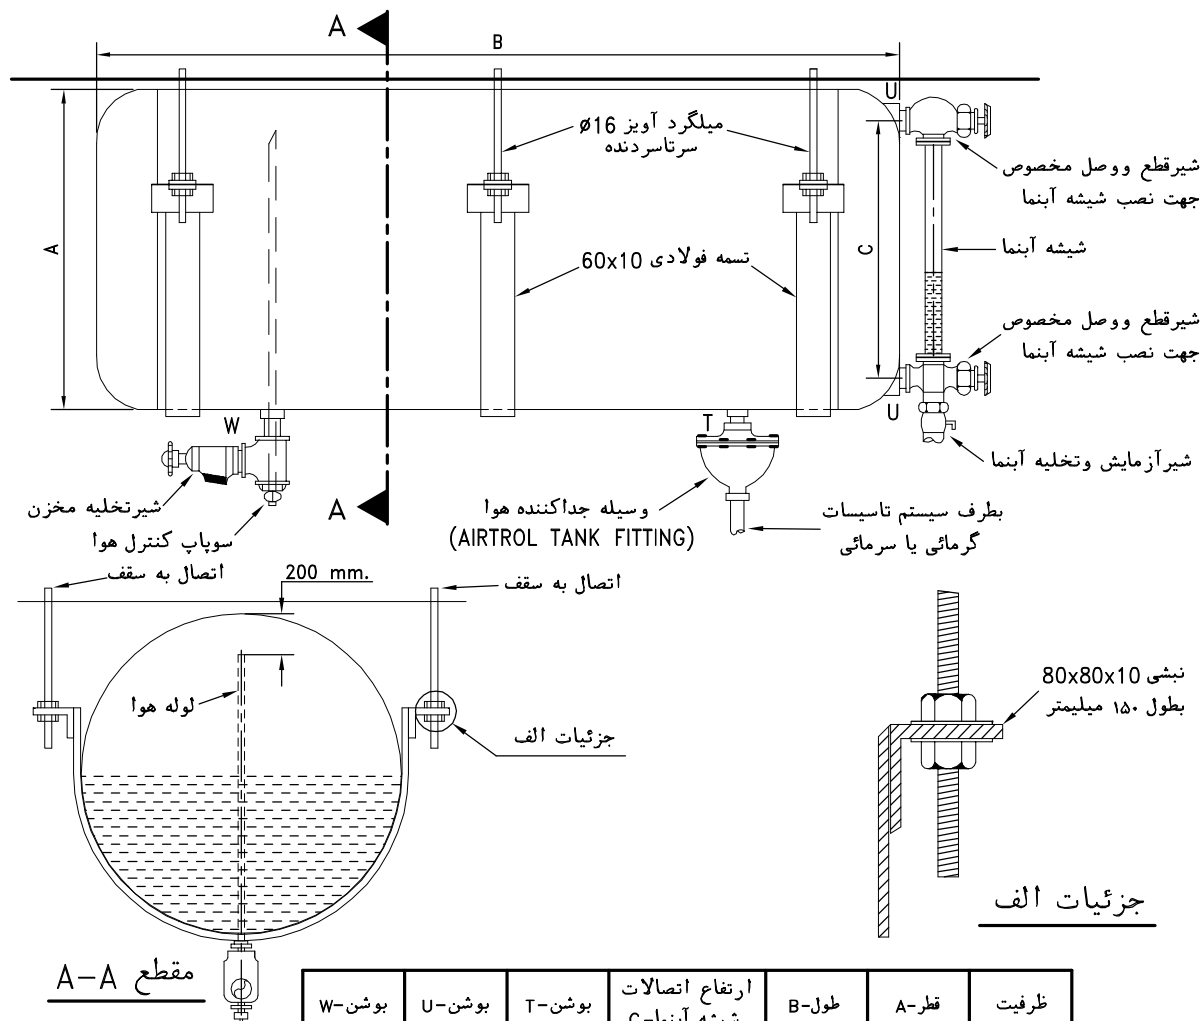 A
B
U
میلگرد آویز ø16
سرتاسردنده
شیرقطع ووصل مخصوص
جهت نصب شیشه آبنما
A
C
شیشه آبنما
تسمه فولادی 60x10
شیرقطع ووصل مخصوص
جهت نصب شیشه آبنما
U
W
T
شیرآزمایش وتخلیه آبنما
شیرتخلیه مخزن
A
وسیله جداکننده هوا
(AIRTROL TANK FITTING)
بطرف سیستم تاسیسات
گرمائی یا سرمائی
سوپاپ کنترل هوا
اتصال به سقف
200 mm.
اتصال به سقف
لوله هوا
جزئیات الف
نبشی 80x80x10
بطول ۱۵۰ میلیمتر
جزئیات الف
مقطع A-A
ظرفیت
قطر-A
طول-B
ارتفاع اتصالات
شیشه آبنما-C
بوشن-T
بوشن-U
بوشن-W